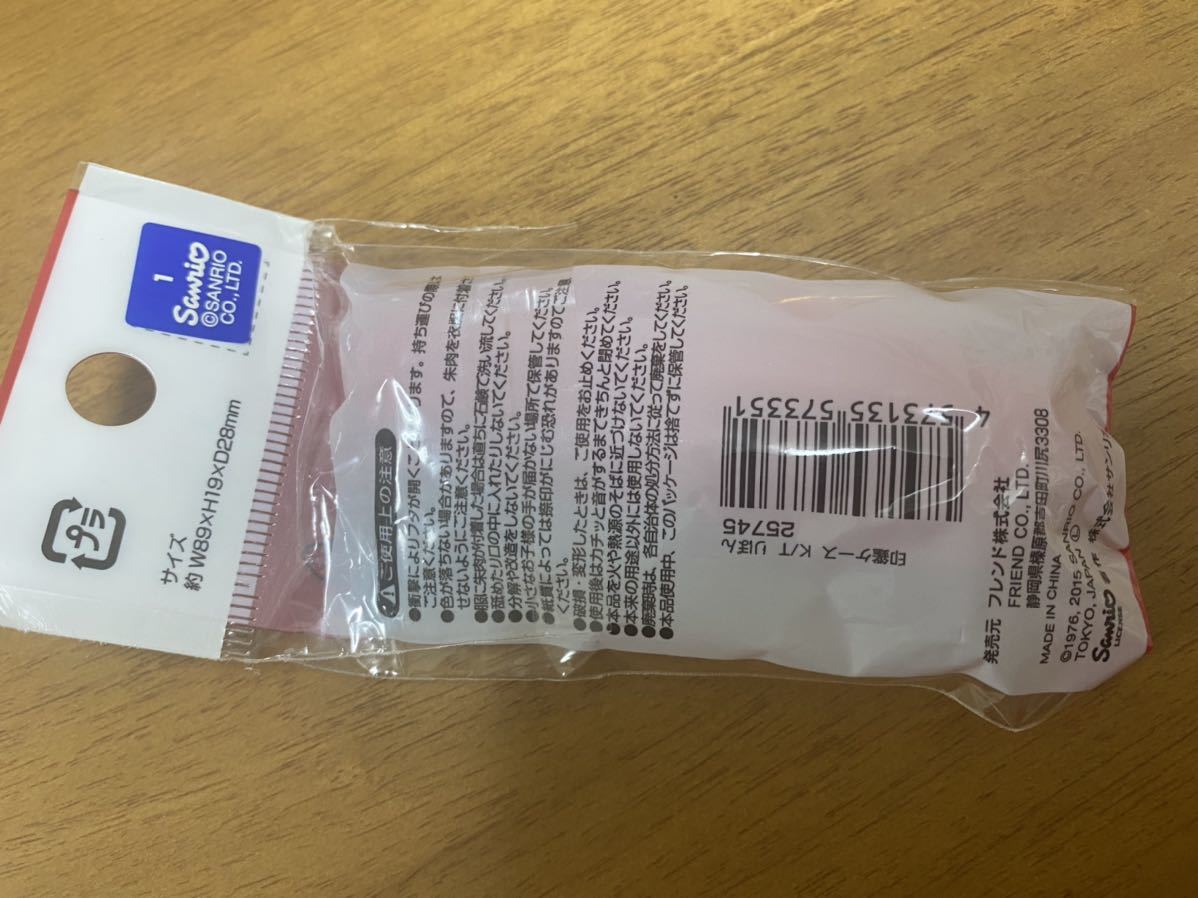 1
Sanrio
©SANRIO
CO., LTD.
プラ
サイズ
約 W89×H19×D28mm
ご使用上の注意
●衝撃によりフタが開くこ ります。持ち運びの際は
ご注意ください。
●色が落ちない場合がありますので、朱肉を衣服に付着さ
せないようにご注意ください。
に朱肉が付着した場合は直ちに石鹸で洗い流してください。
●舐めたり口の中に入れたりしないでください。
●分解や改造をしないでください。
●小さなお子様の手が届かない場所で保管してください。
●紙質によっては捺印がにじむ恐れがありますのでご注意
ください。
●破損・変形したときは、ご使用をお止めください。
●使用後はカチッと音がするまできちんと閉めてください。
●本品を火や熱源のそばに近づけないでください。
●本来の用途以外には使用しないでください。
●廃棄時は、各自治体の処分方法に従って廃棄をしてください。
●本品使用中、このパッケージは捨てずに保管してください。
4 573135 573351
25745
印鑑ケース K/T りぼん
発売元 フレンド株式会社
FRIEND CO., LTD.
静岡県榛原郡吉田町川尻3308
MADE IN CHINA
©1976, 2015 SANRIO CO., LTD.
TOKYO, JAPAN Ⓛ
Sanrio 株式会社サンリ
LICENSE